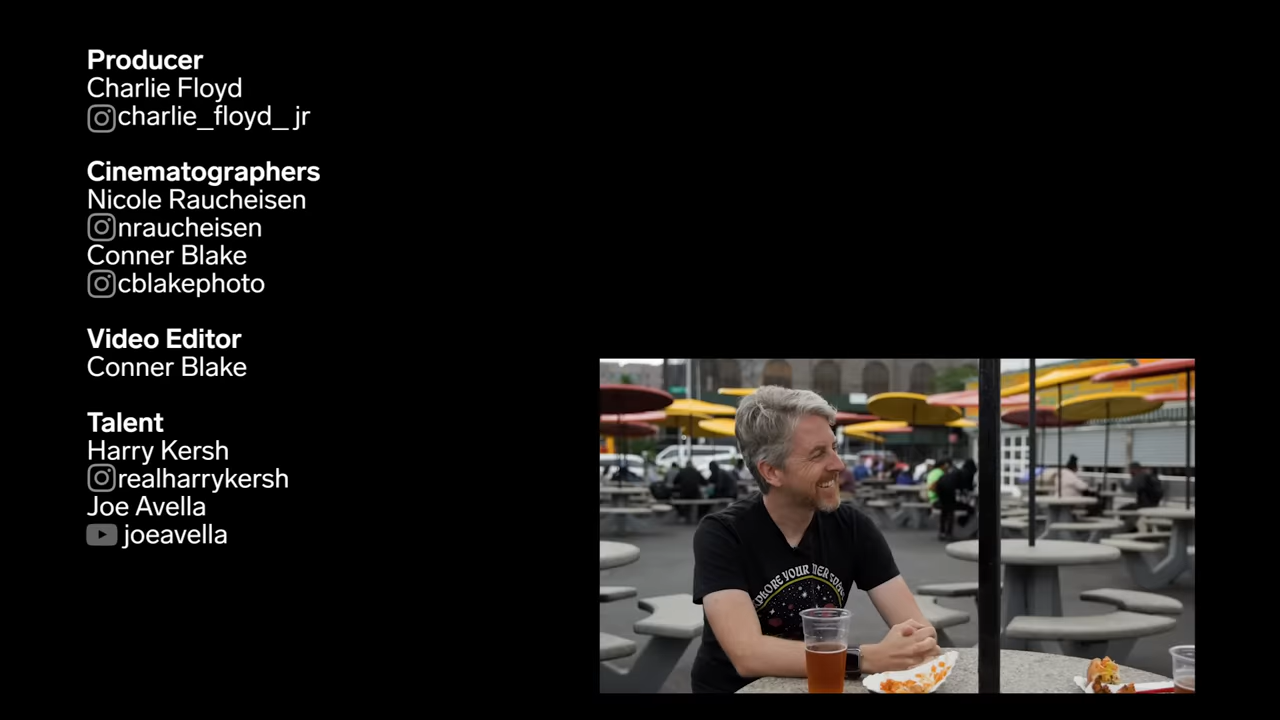 Producer
Charlie Floyd
charlie_floyd_jr
Cinematographers
Nicole Raucheisen
nraucheisen
Conner Blake
cblakephoto
Video Editor
Conner Blake
Talent
Harry Kersh
realharrykersh
Joe Avella
joeavella
YOUR